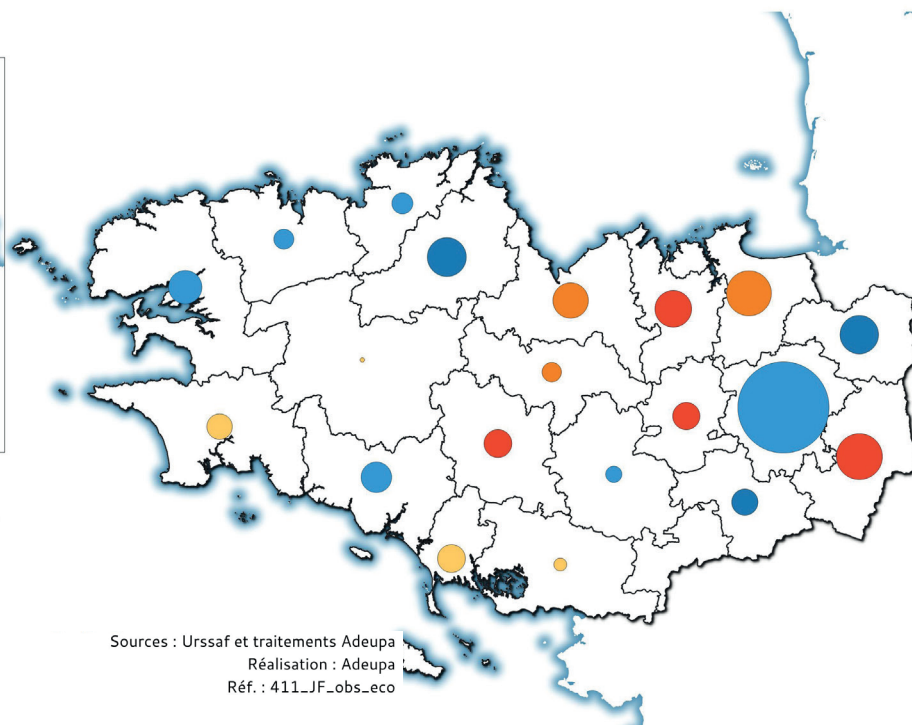 Sources : Urssaf et traitements Adeupa
Réalisation : Adeupa
Réf. : 411_JF_obs_eco